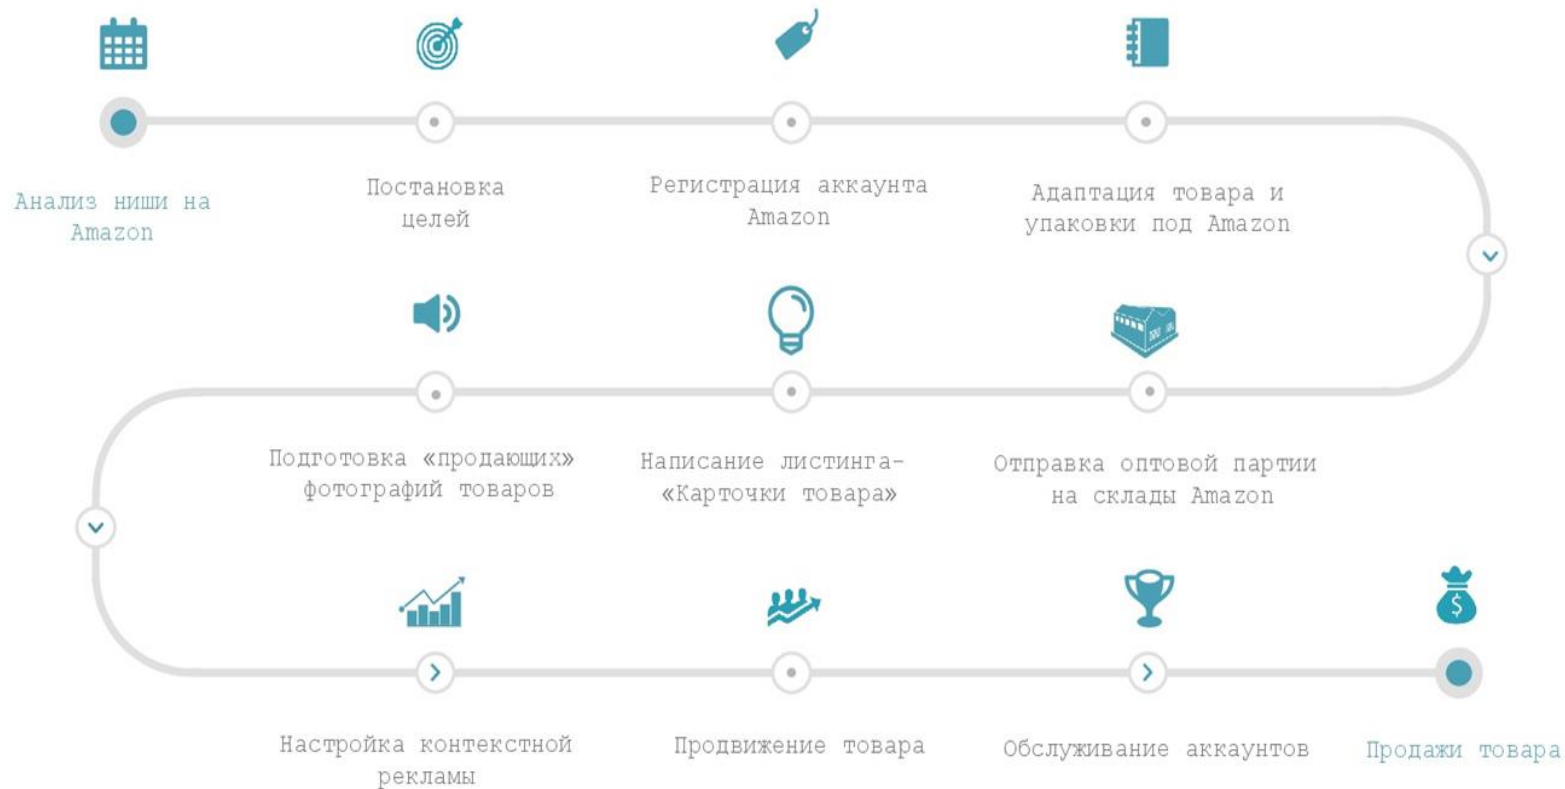 Анализ ниши на
Amazon
Постановка
целей
Регистрация аккаунта
Amazon
Адаптация товара и
упаковки под Amazon
Подготовка «продающих»
фотографий товаров
Написание листинга-
«Карточки товара»
Отправка оптовой партии
на склады Amazon
Настройка контекстной
рекламы
Продвижение товара
Обслуживание аккаунтов
$
Продажи товара